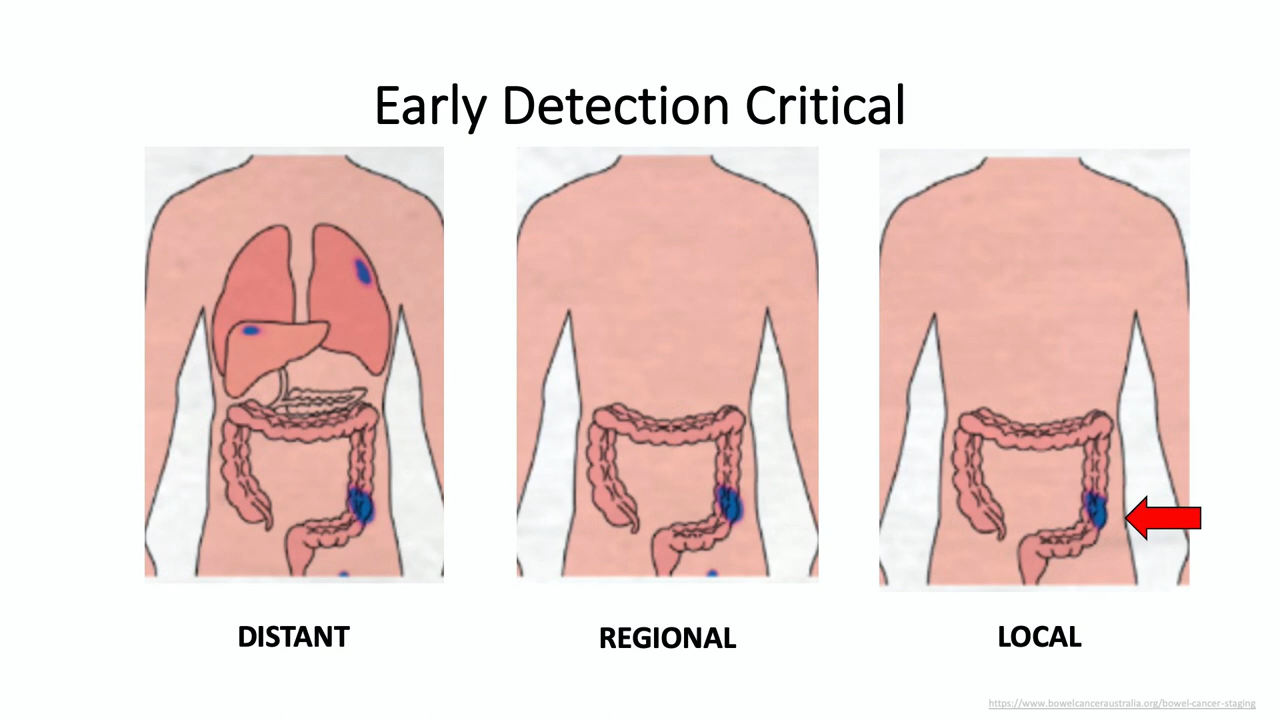 Early Detection Critical
DISTANT
REGIONAL
LOCAL
https://www.bowelcanceraustralia.org/bowel-cancer-staging